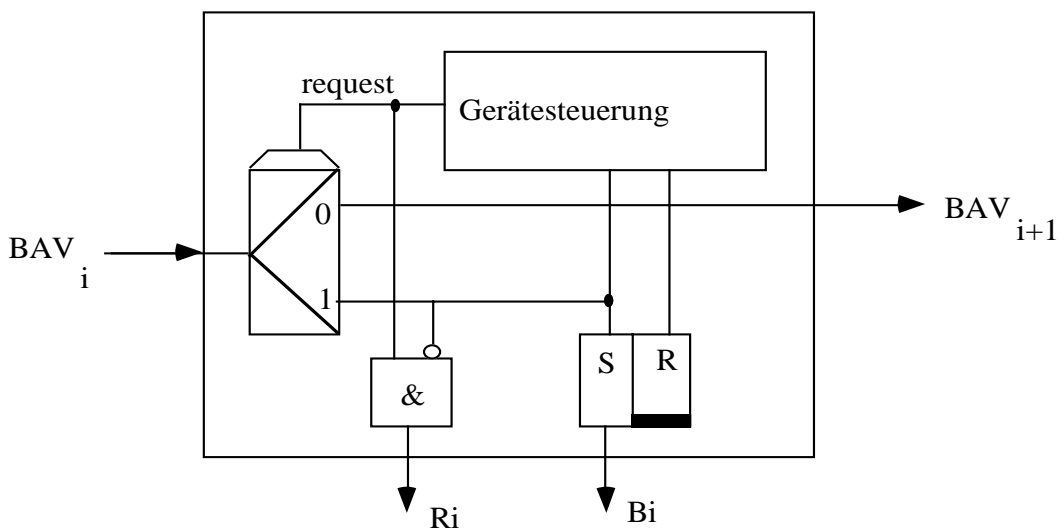 request
Gerätesteuerung
0
BAV i+1
BAV i
1
S R
&
Ri
Bi